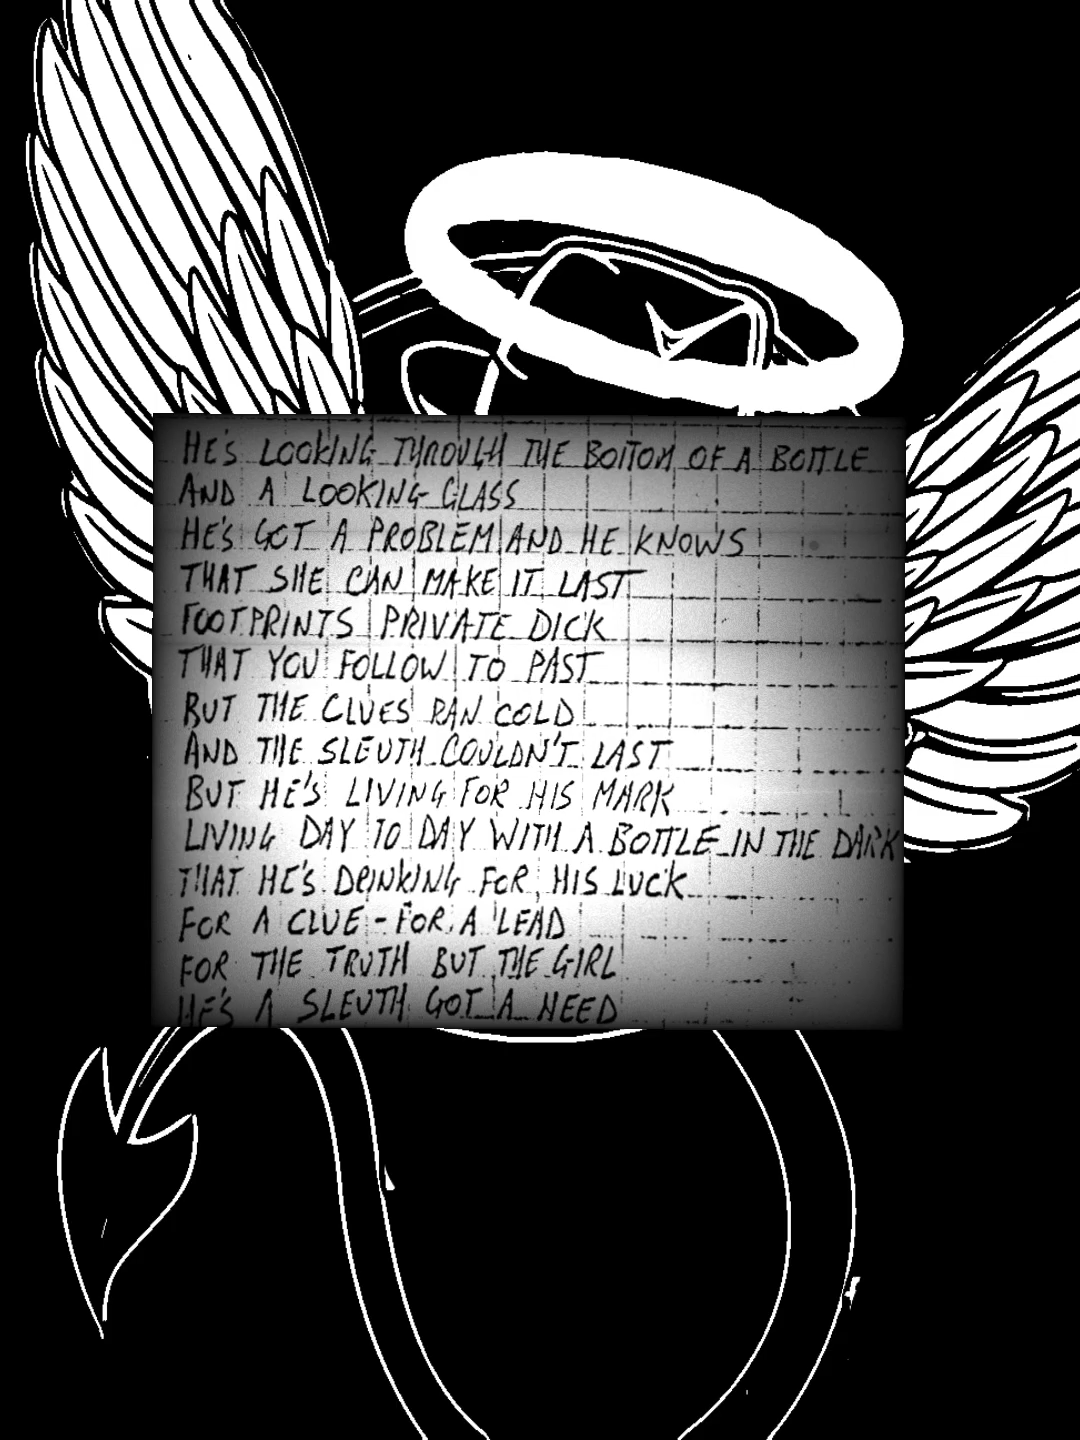 HE'S LOOKING THROUGH THE BOTTOM OF A BOTTLE
AND A LOOKING GLASS
HE'S GOT A PROBLEM AND HE KNOWS
THAT SHE CAN MAKE IT LAST
FOOTPRINTS PRIVATE DICK
THAT YOU FOLLOW TO PAST
BUT THE CLUES RAN COLD
AND THE SLEUTH COULDN'T LAST
BUT HE'S LIVING FOR HIS MARK
LIVING DAY TO DAY WITH A BOTTLE IN THE DARK
THAT HE'S DRINKING FOR HIS LUCK
FOR A CLUE - FOR A LEAD
FOR THE TRUTH BUT THE GIRL
HE'S A SLEUTH GOT A NEED